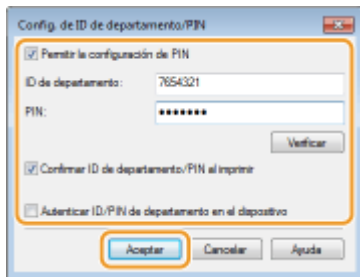 Config. de ID de departamento/PIN
Permitir la configuración de PIN
ID de departamento: 7654321
PIN: •••••••
Verificar
Confirmar ID de departamento/PIN al imprimir
Autenticar ID/PIN de departamento en el dispositivo
Aceptar Cancelar Ayuda